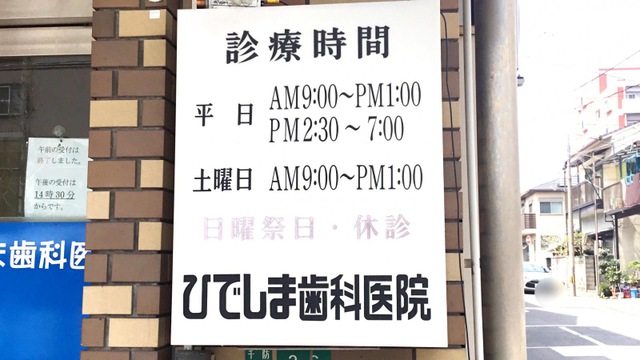 診療時間
平日 AM9:00～PM1:00
PM2:30～7:00
土曜日 AM9:00～PM1:00
日曜祭日・休診
ひでしま歯科医院
午前の受付は
終了しました。
午後の受付は
14時30分
からです。
ま歯科医
千防